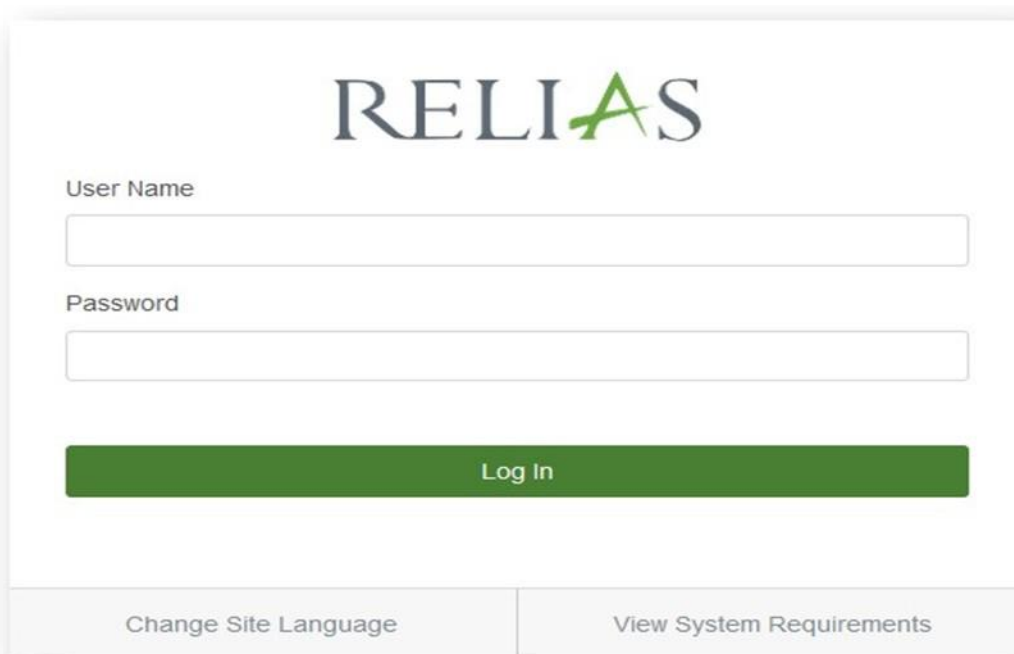 RELIAS
User Name
Password
Log In
Change Site Language
View System Requirements